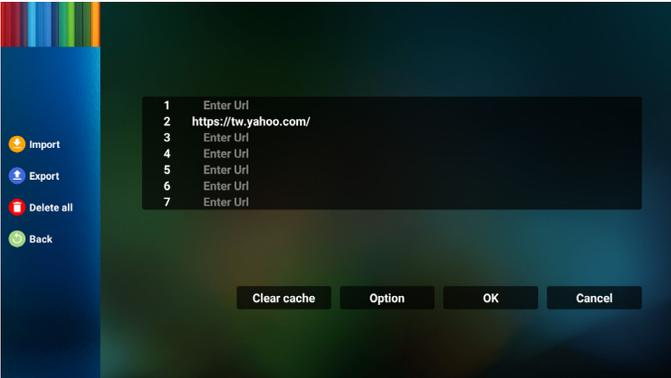 Import
Export
Delete all
Back
1 Enter Url
2 https://tw.yahoo.com/
3 Enter Url
4 Enter Url
5 Enter Url
6 Enter Url
7 Enter Url
Clear cache Option OK Cancel